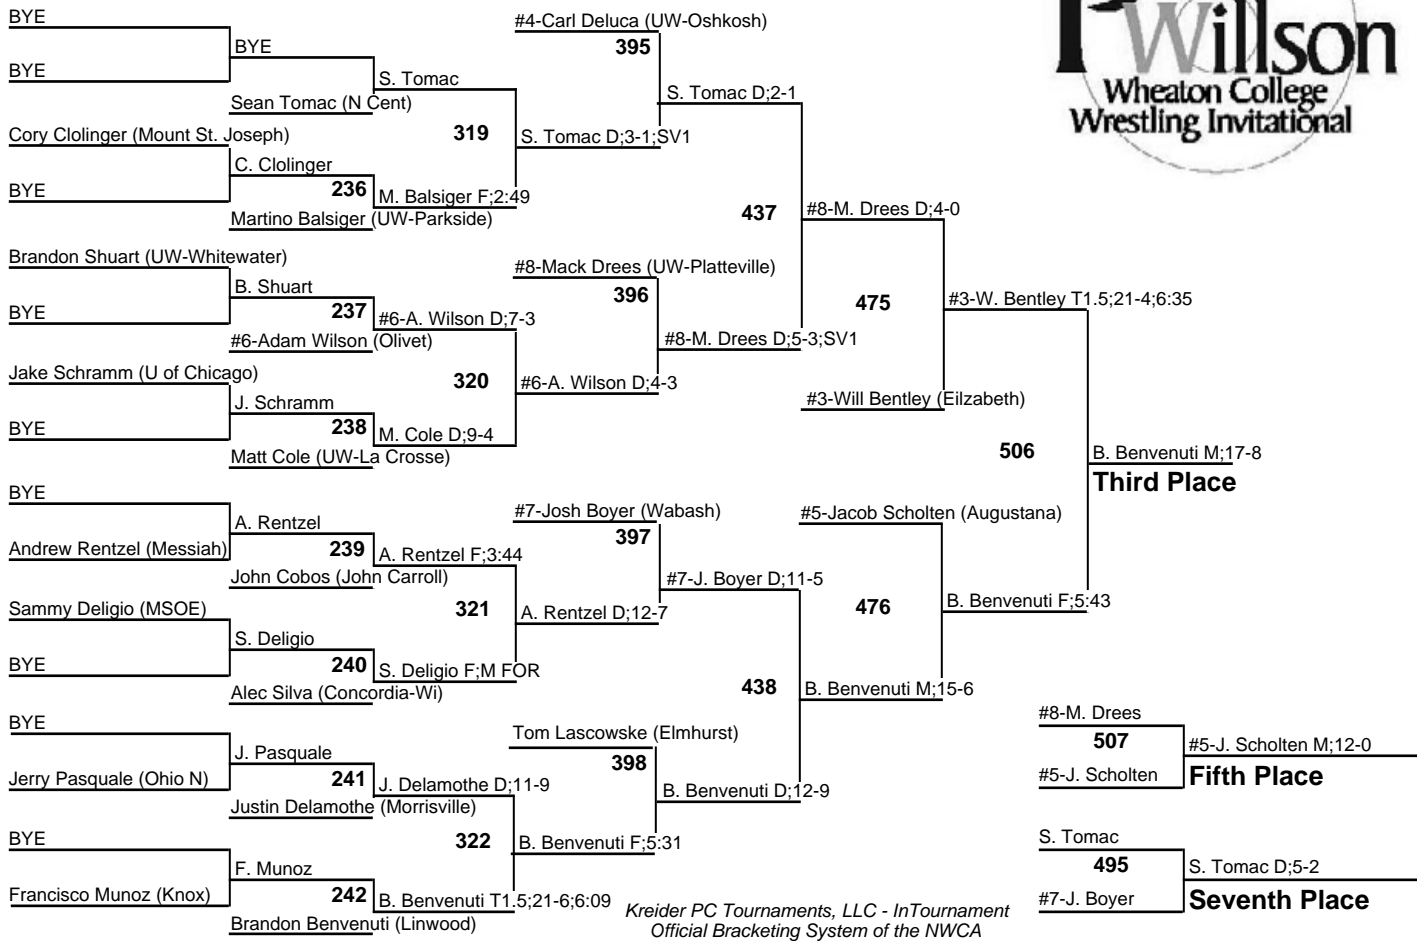 BYE
BYE
BYE
S. Tomac
Sean Tomac (N Cent)
Cory Clolinger (Mount St. Joseph)
C. Clolinger
BYE
236
M. Balsiger F;2:49
Martino Balsiger (UW-Parkside)
319
S. Tomac D;3-1;SV1
#4-Carl Deluca (UW-Oshkosh)
395
S. Tomac D;2-1
Brandon Shuart (UW-Whitewater)
B. Shuart
BYE
237
#6-A. Wilson D;7-3
#6-Adam Wilson (Olivet)
Jake Schramm (U of Chicago)
J. Schramm
BYE
238
M. Cole D;9-4
Matt Cole (UW-La Crosse)
320
#6-A. Wilson D;4-3
#8-Mack Drees (UW-Platteville)
396
#8-M. Drees D;5-3;SV1
437
#8-M. Drees D;4-0
475
#3-W. Bentley T1.5;21-4;6:35
#3-Will Bentley (Eilzabeth)
BYE
A. Rentzel
Andrew Rentzel (Messiah)
239
A. Rentzel F;3:44
John Cobos (John Carroll)
Sammy Deligio (MSOE)
S. Deligio
BYE
240
S. Deligio F;M FOR
Alec Silva (Concordia-Wi)
321
A. Rentzel D;12-7
#7-Josh Boyer (Wabash)
397
#7-J. Boyer D;11-5
BYE
J. Pasquale
Jerry Pasquale (Ohio N)
241
J. Delamothe D;11-9
Justin Delamothe (Morrisville)
BYE
F. Munoz
Francisco Munoz (Knox)
242
B. Benvenuti T1.5;21-6;6:09
Brandon Benvenuti (Linwood)
322
B. Benvenuti F;5:31
Tom Lascowske (Elmhurst)
398
B. Benvenuti D;12-9
438
B. Benvenuti M;15-6
#5-Jacob Scholten (Augustana)
476
B. Benvenuti F;5:43
506
B. Benvenuti M;17-8
Third Place
#8-M. Drees
507
#5-J. Scholten M;12-0
#5-J. Scholten
Fifth Place
S. Tomac
495
S. Tomac D;5-2
#7-J. Boyer
Seventh Place
Willson
Wheaton College
Wrestling Invitational
Kreider PC Tournaments, LLC - InTournament
Official Bracketing System of the NWCA